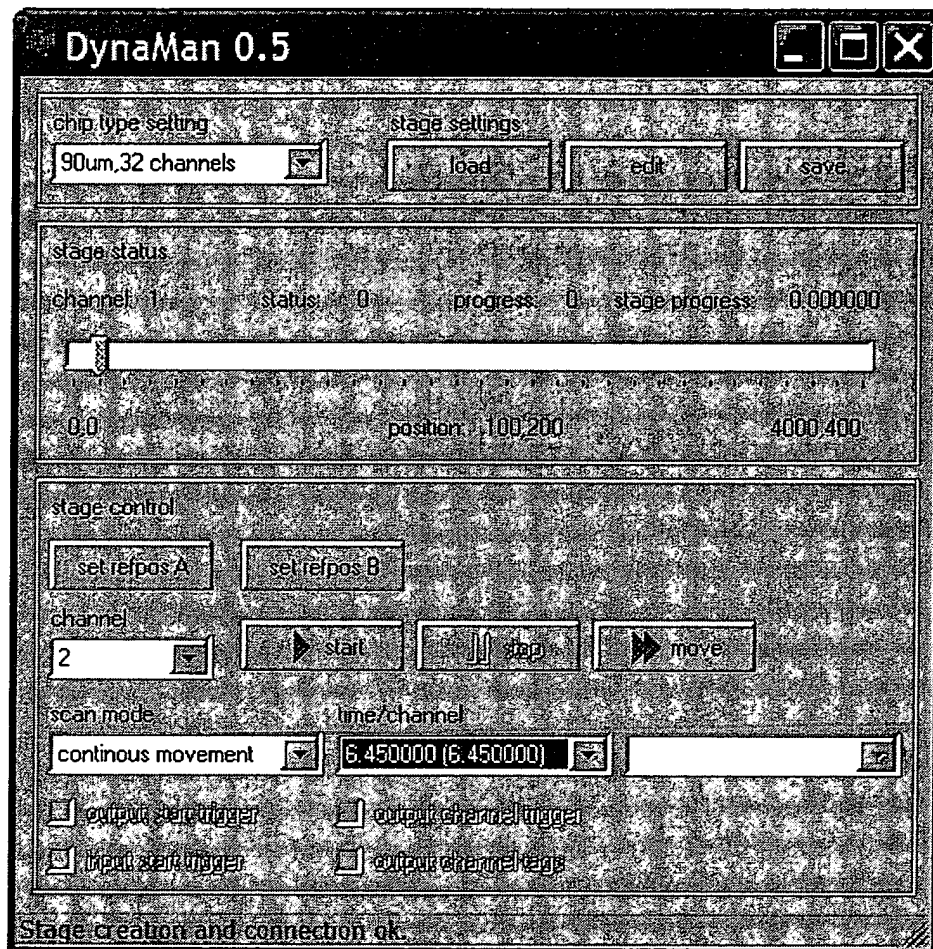 DynaMan 0.5
chip type setting
stage settings
90um,32 channels
load
edit
save
stage status
channel: 1 status: 0 progress: 0 stage progress: 0.000000
0,0 position: 100,200 4000,400
stage control
set refpos A
set refpos B
channel
2
start
stop
move
scan mode
time/channel
continous movement
6.450000 (6.450000)
output start trigger
output channel trigger
input start trigger
output channel tags
Stage creation and connection ok.